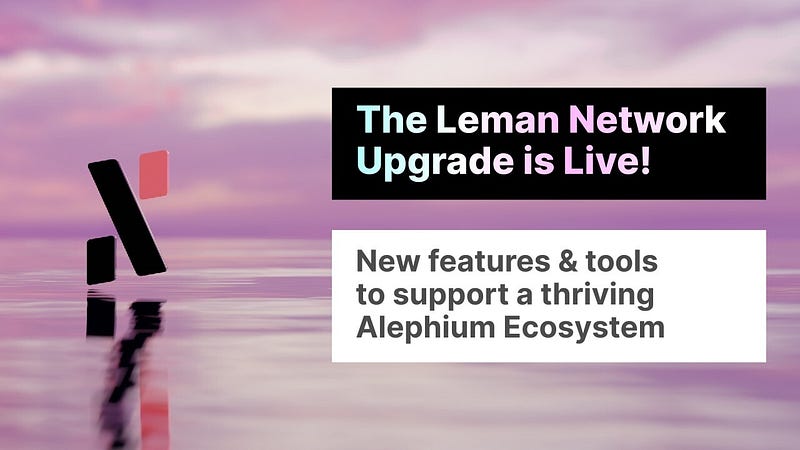 The Leman Network
Upgrade is Live!
New features & tools
to support a thriving
Alephium Ecosystem